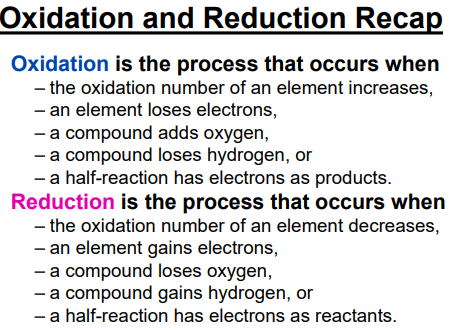 Oxidation and Reduction Recap
Oxidation is the process that occurs when
– the oxidation number of an element increases,
– an element loses electrons,
– a compound adds oxygen,
– a compound loses hydrogen, or
– a half-reaction has electrons as products.
Reduction is the process that occurs when
– the oxidation number of an element decreases,
– an element gains electrons,
– a compound loses oxygen,
– a compound gains hydrogen, or
– a half-reaction has electrons as reactants.